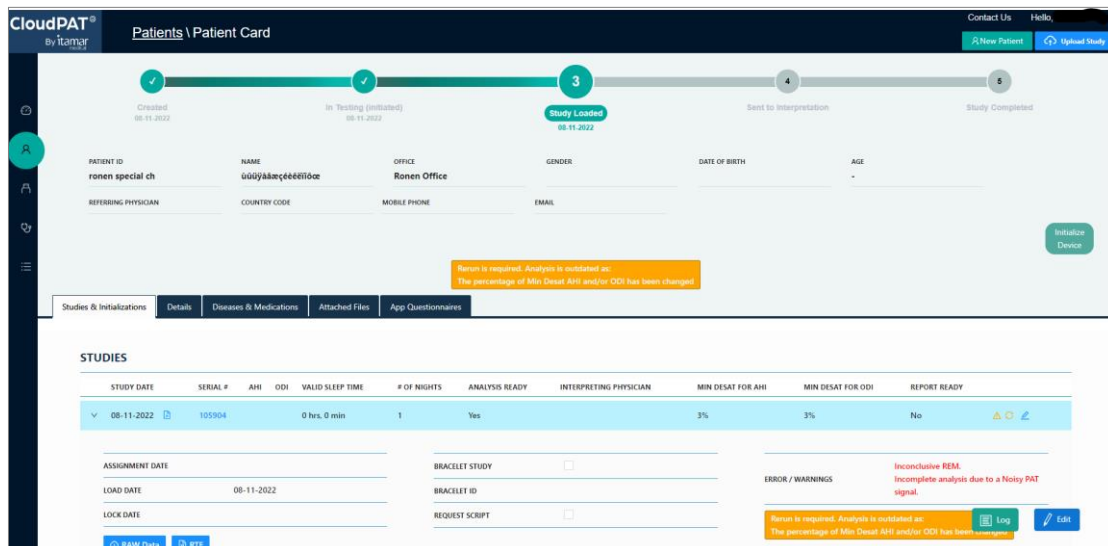 CloudPAT®
By itamar
medical
Patients \ Patient Card
Contact Us Hello,
New Patient Upload Study
3 4 5
Created In Testing (initiated) Study Loaded Sent to Interpretation Study Completed
08-11-2022 08-11-2022 08-11-2022
PATIENT ID NAME OFFICE GENDER DATE OF BIRTH AGE
ronen special ch Ronen Office -
REFERRING PHYSICIAN COUNTRY CODE MOBILE PHONE EMAIL
Initialize
Device
Rerun is required. Analysis is outdated as:
The percentage of Min Desat AHI and/or ODI has been changed
Studies & Initializations Details Diseases & Medications Attached Files App Questionnaires
STUDIES
STUDY DATE SERIAL # AHI ODI VALID SLEEP TIME # OF NIGHTS ANALYSIS READY INTERPRETING PHYSICIAN MIN DESAT FOR AHI MIN DESAT FOR ODI REPORT READY
08-11-2022 105904 0 hrs, 0 min 1 Yes 3% 3% No
ASSIGNMENT DATE BRACELET STUDY ERROR / WARNINGS Inconclusive REM.
Incomplete analysis due to a Noisy PAT
signal.
LOAD DATE 08-11-2022 BRACELET ID
LOCK DATE REQUEST SCRIPT
Rerun is required. Analysis is outdated as:
The percentage of Min Desat AHI and/or ODI has been changed
Log Edit
RAW Data RTF